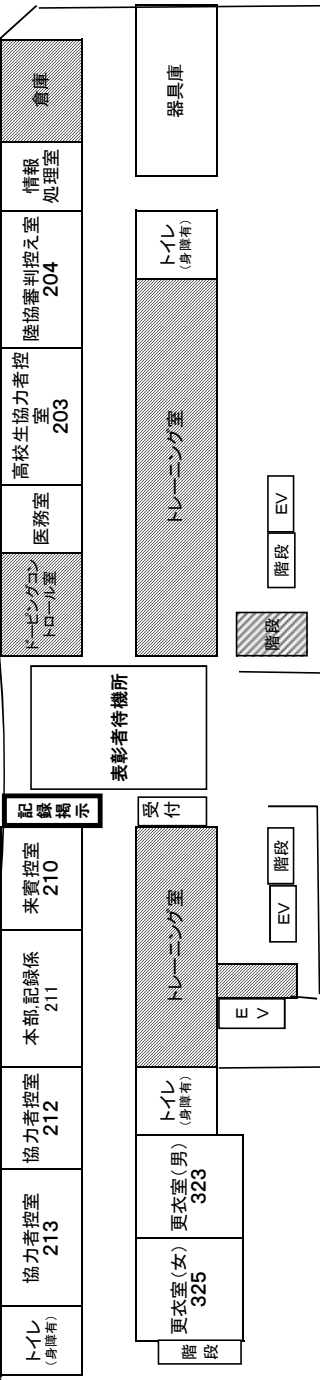 倉庫
情報
処理室
陸協審判控え室
204
高校生協力者控
室
203
医務室
ドーピングコン
トロール室
器具庫
トイレ
(身障有)
トレーニング室
EV
階段
階段
表彰者待機所
記
録
掲
示
受
付
来賓控室
210
本部,記録係
211
協力者控室
212
協力者控室
213
トイレ
(身障有)
トレーニング室
階段
EV
E
V
トイレ
(身障有)
更衣室(男)
323
更衣室(女)
325
階
段